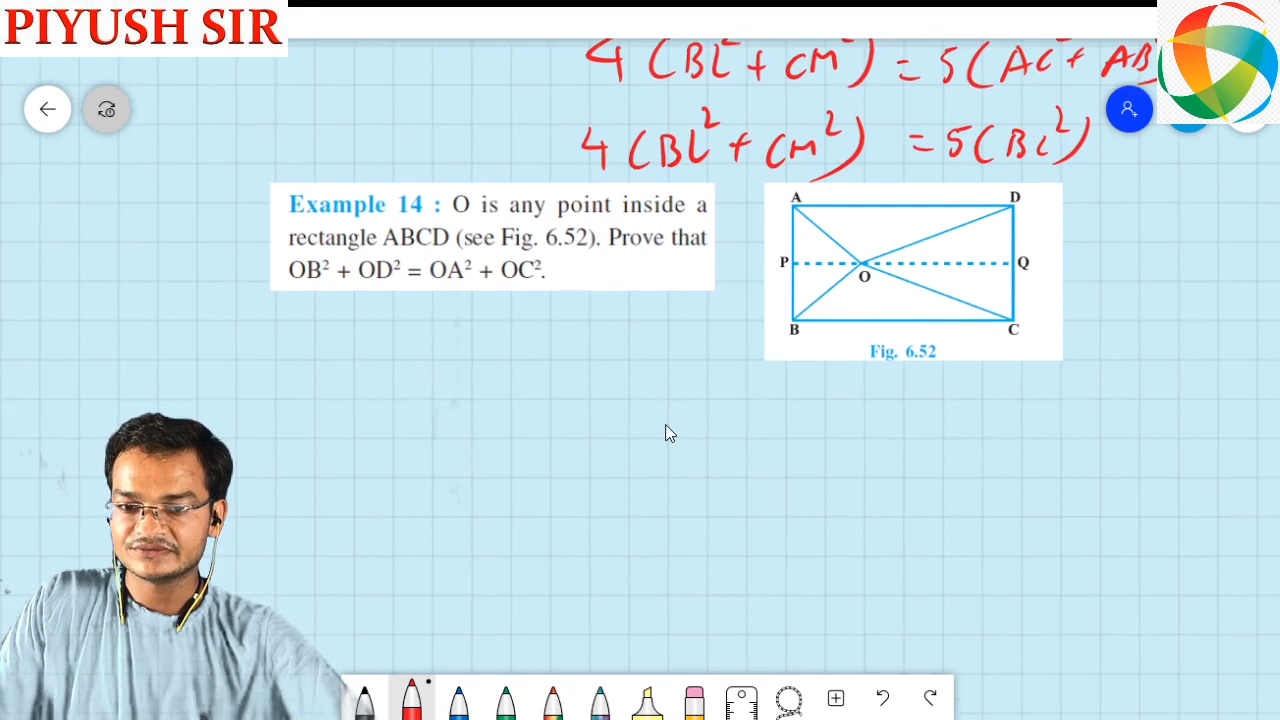 PIYUSH SIR
4 (BL² + CM²) = 5(AC² + AB
4 (BL² + CM²) = 5(BC²)
Example 14 : O is any point inside a
rectangle ABCD (see Fig. 6.52). Prove that
OB² + OD² = OA² + OC².
A D
P Q
O
B C
Fig. 6.52